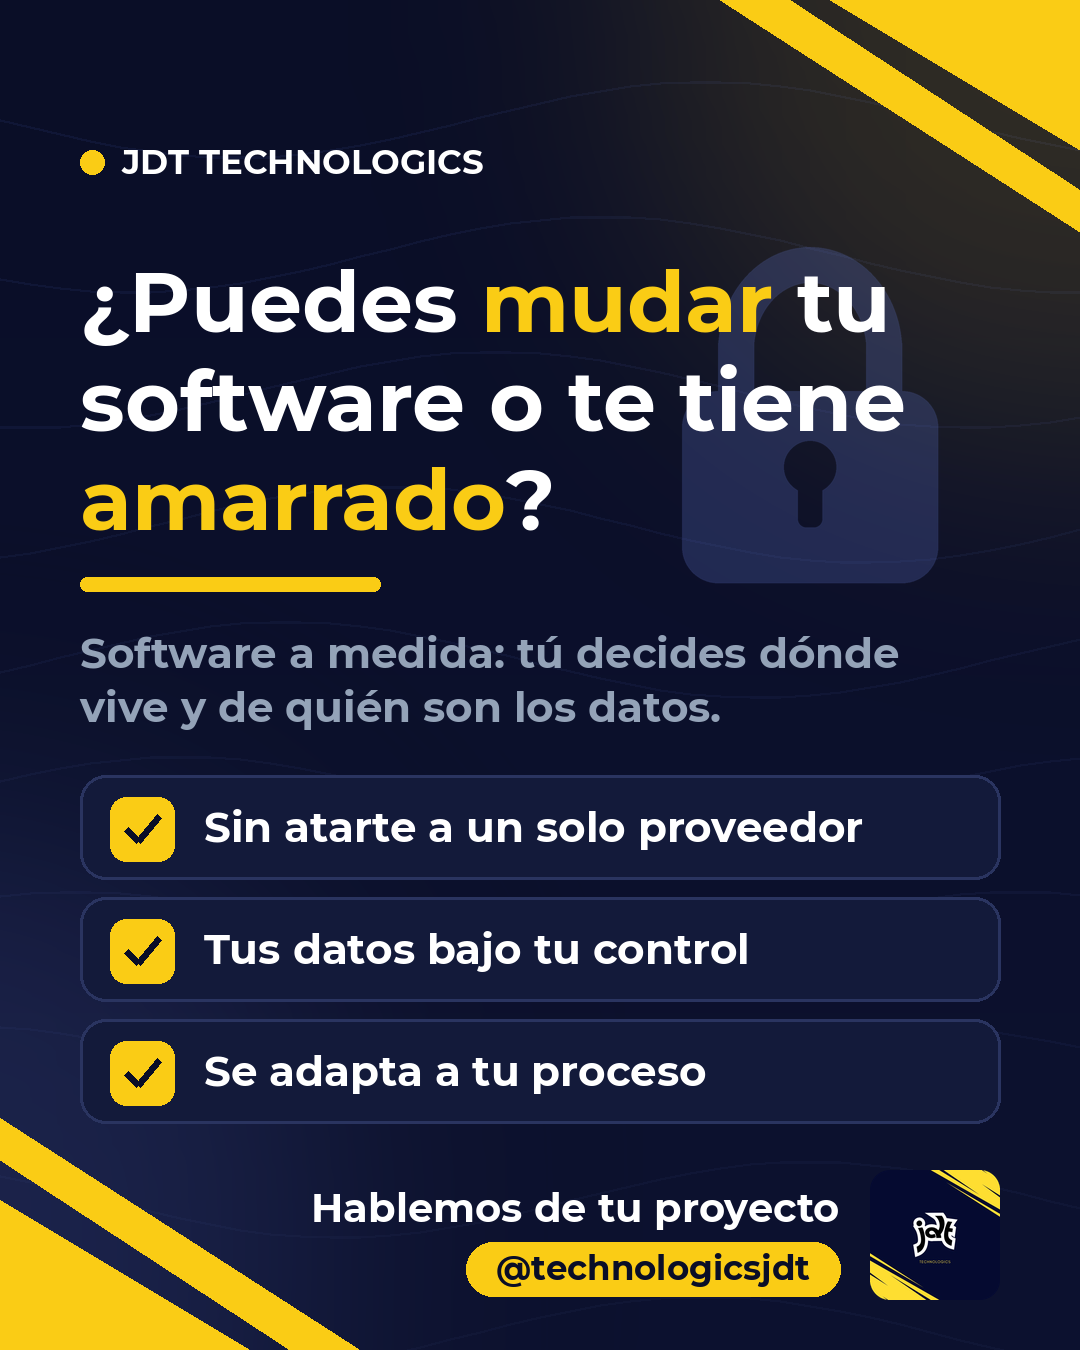 JDT TECHNOLOGICS
¿Puedes mudar tu
software o te tiene
amarrado?
Software a medida: tú decides dónde
vive y de quién son los datos.
Sin atarte a un solo proveedor
Tus datos bajo tu control
Se adapta a tu proceso
Hablemos de tu proyecto
@technologicsjdt
jdt
TECHNOLOGICS